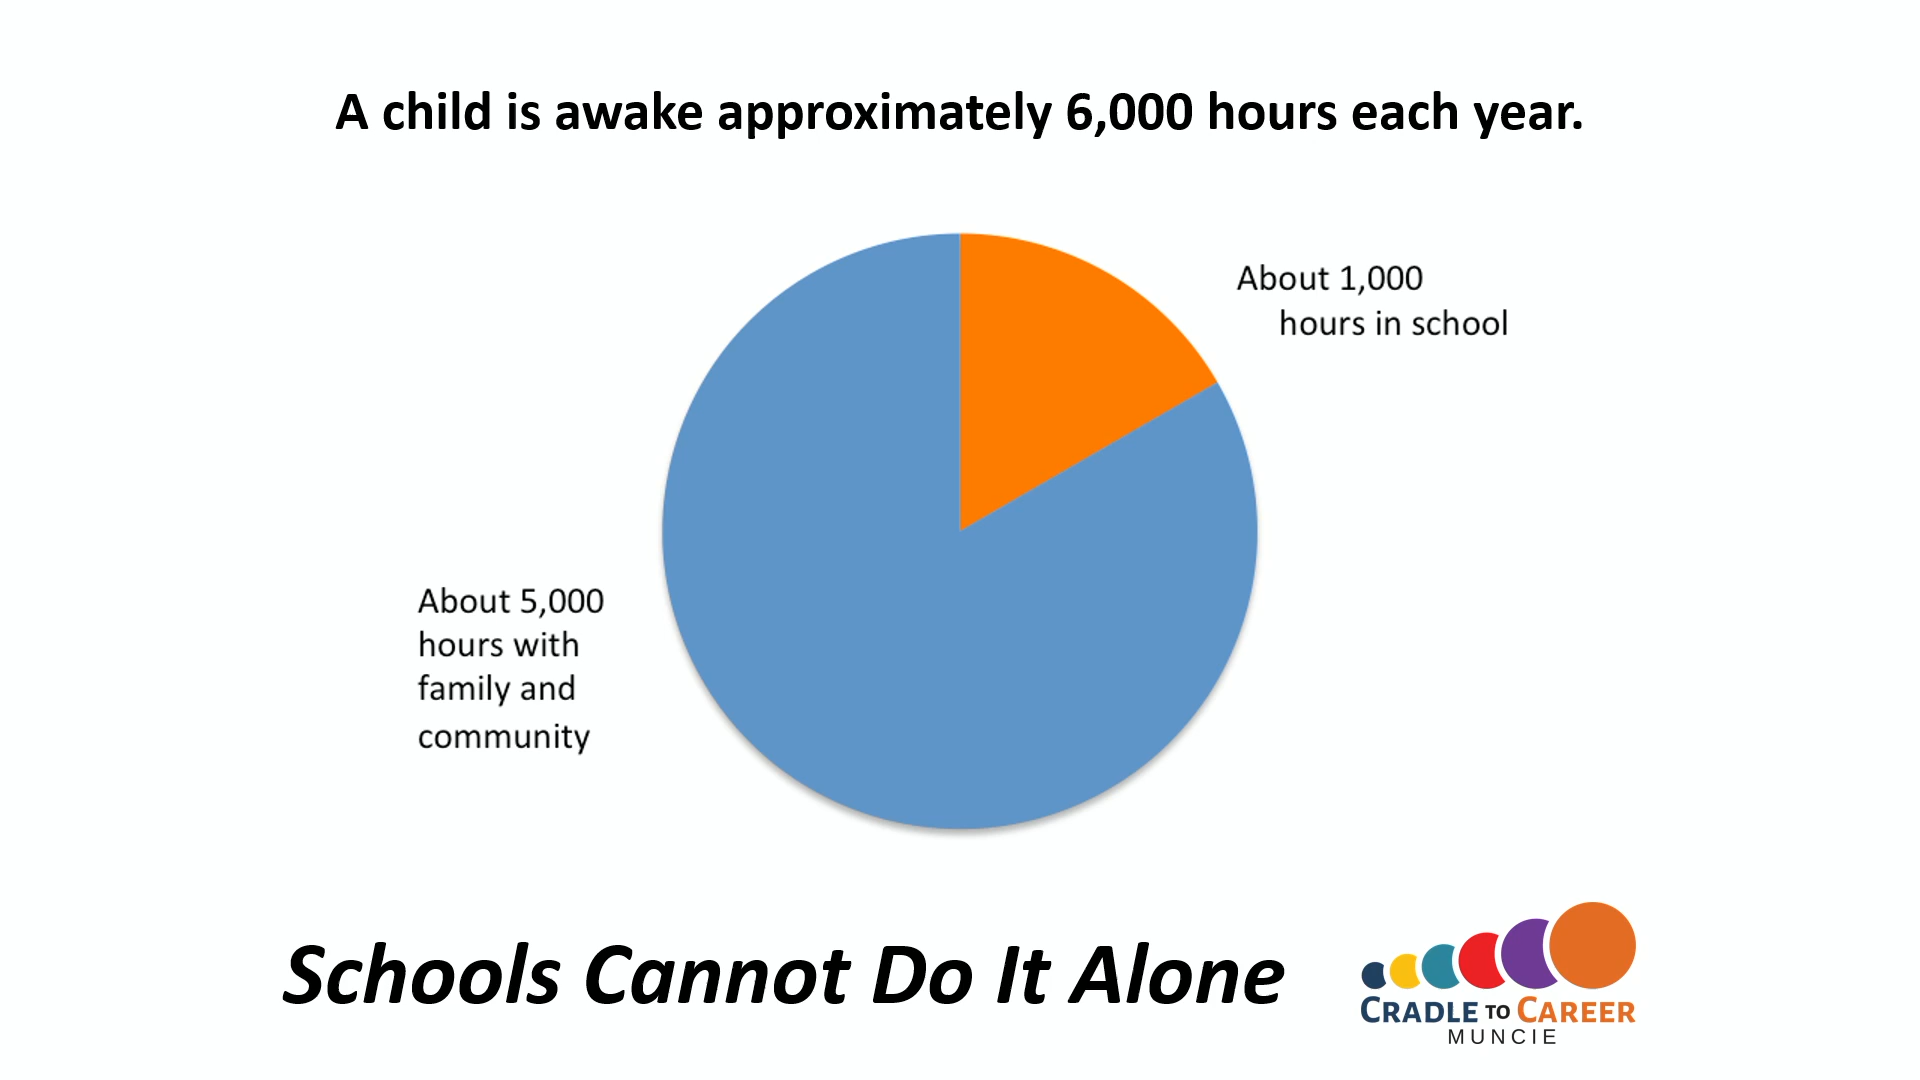 A child is awake approximately 6,000 hours each year.
About 1,000
hours in school
About 5,000
hours with
family and
community
Schools Cannot Do It Alone
CRADLE TO CAREER
MUNCIE